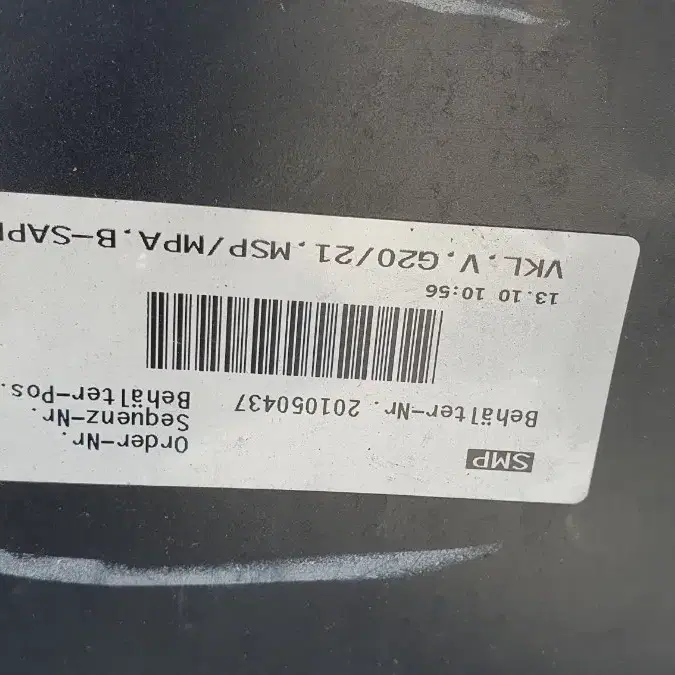 SMP
Order-Nr.
Sequenz-Nr.
Behälter-Nr. 201050437
Behälter-Pos.
13.10 10:56
VKL.V.G20/21.MSP/MPA.B-SAP